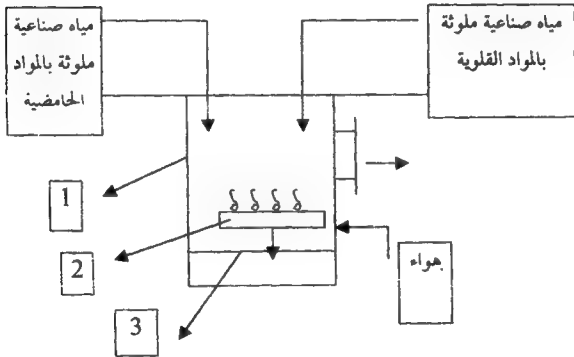 مياه صناعية
ملوثة بالمواد
الحامضية
مياه صناعية ملوثة
بالمواد القلوية
1
2
3
هواء